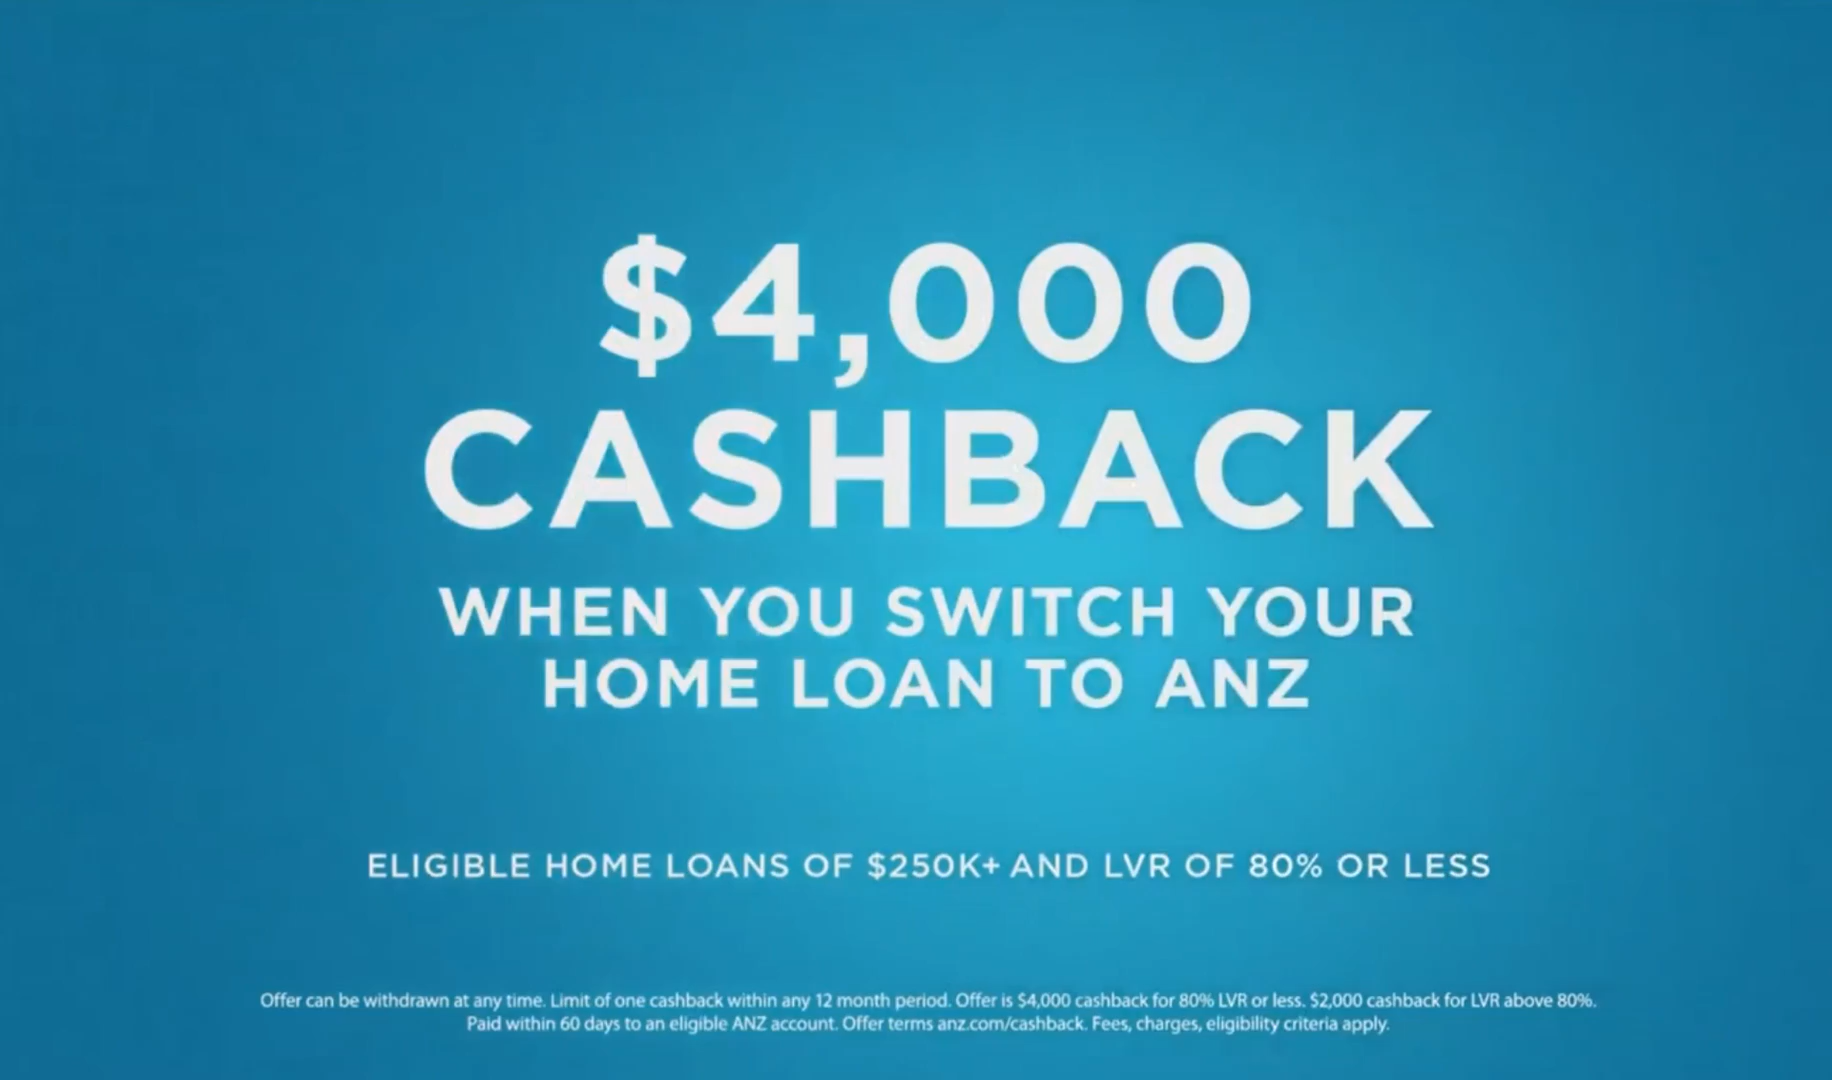 $4,000
CASHBACK
WHEN YOU SWITCH YOUR
HOME LOAN TO ANZ
ELIGIBLE HOME LOANS OF $250K+ AND LVR OF 80% OR LESS
Offer can be withdrawn at any time. Limit of one cashback within any 12 month period. Offer is $4,000 cashback for 80% LVR or less. $2,000 cashback for LVR above 80%.
Paid within 60 days to an eligible ANZ account. Offer terms anz.com/cashback. Fees, charges, eligibility criteria apply.